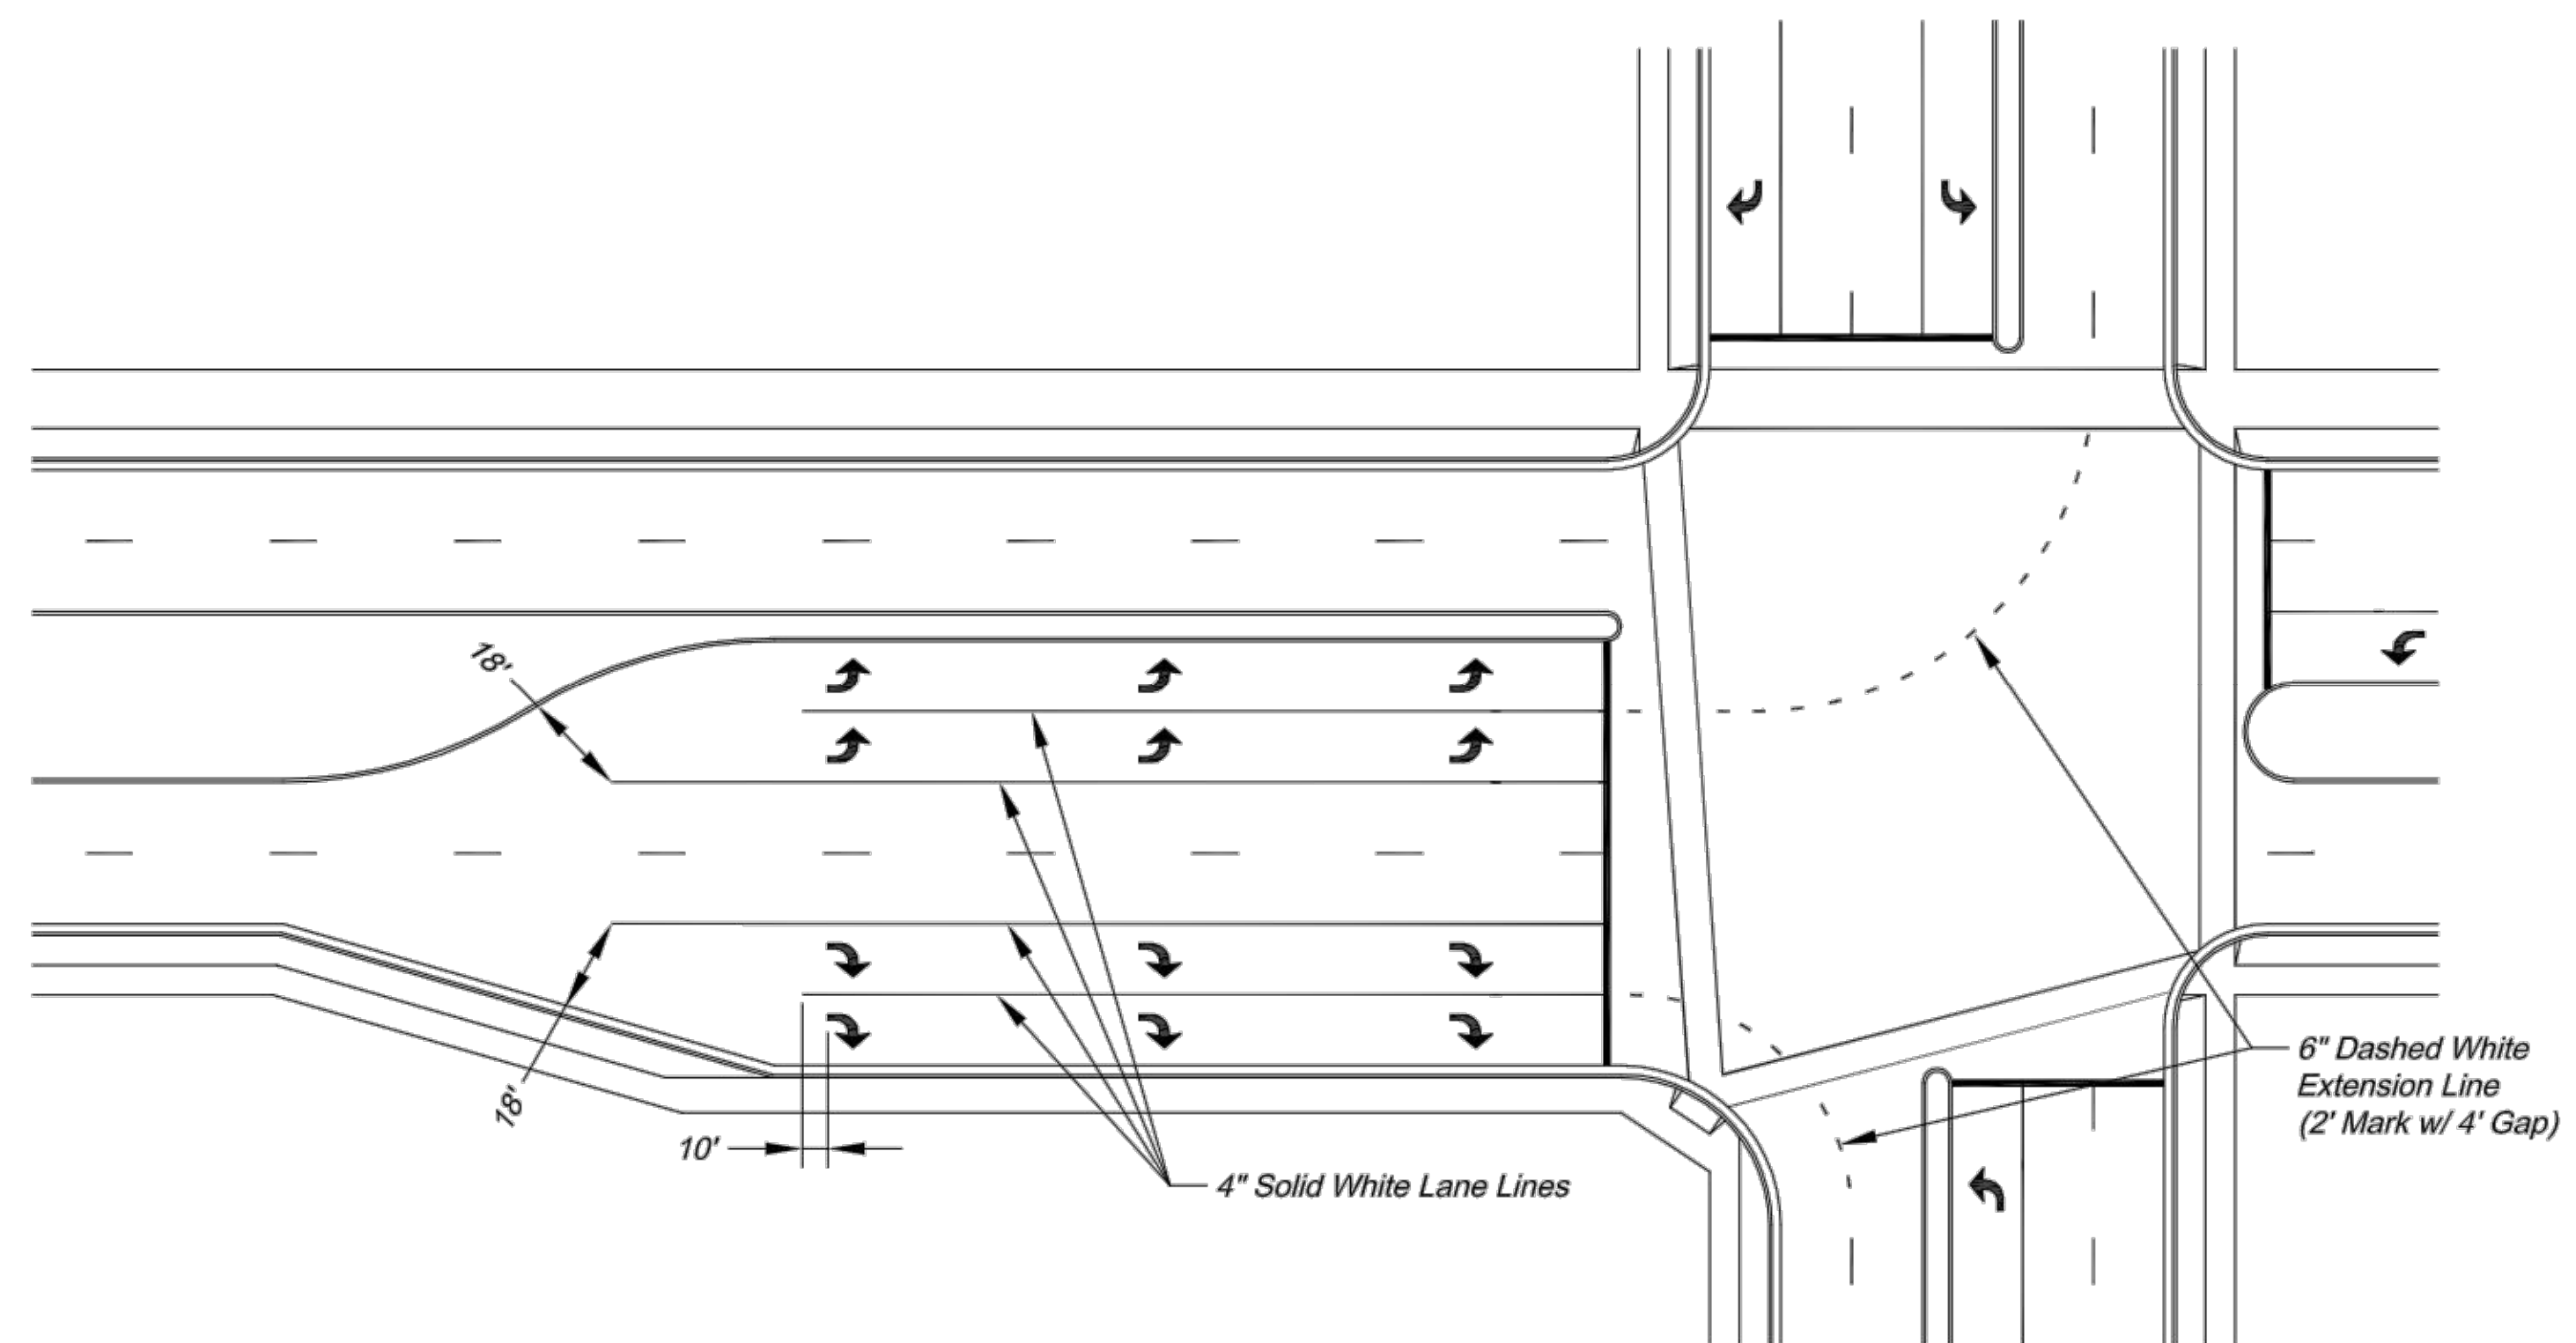 18'
18'
10'
4" Solid White Lane Lines
6" Dashed White
Extension Line
(2' Mark w/ 4' Gap)